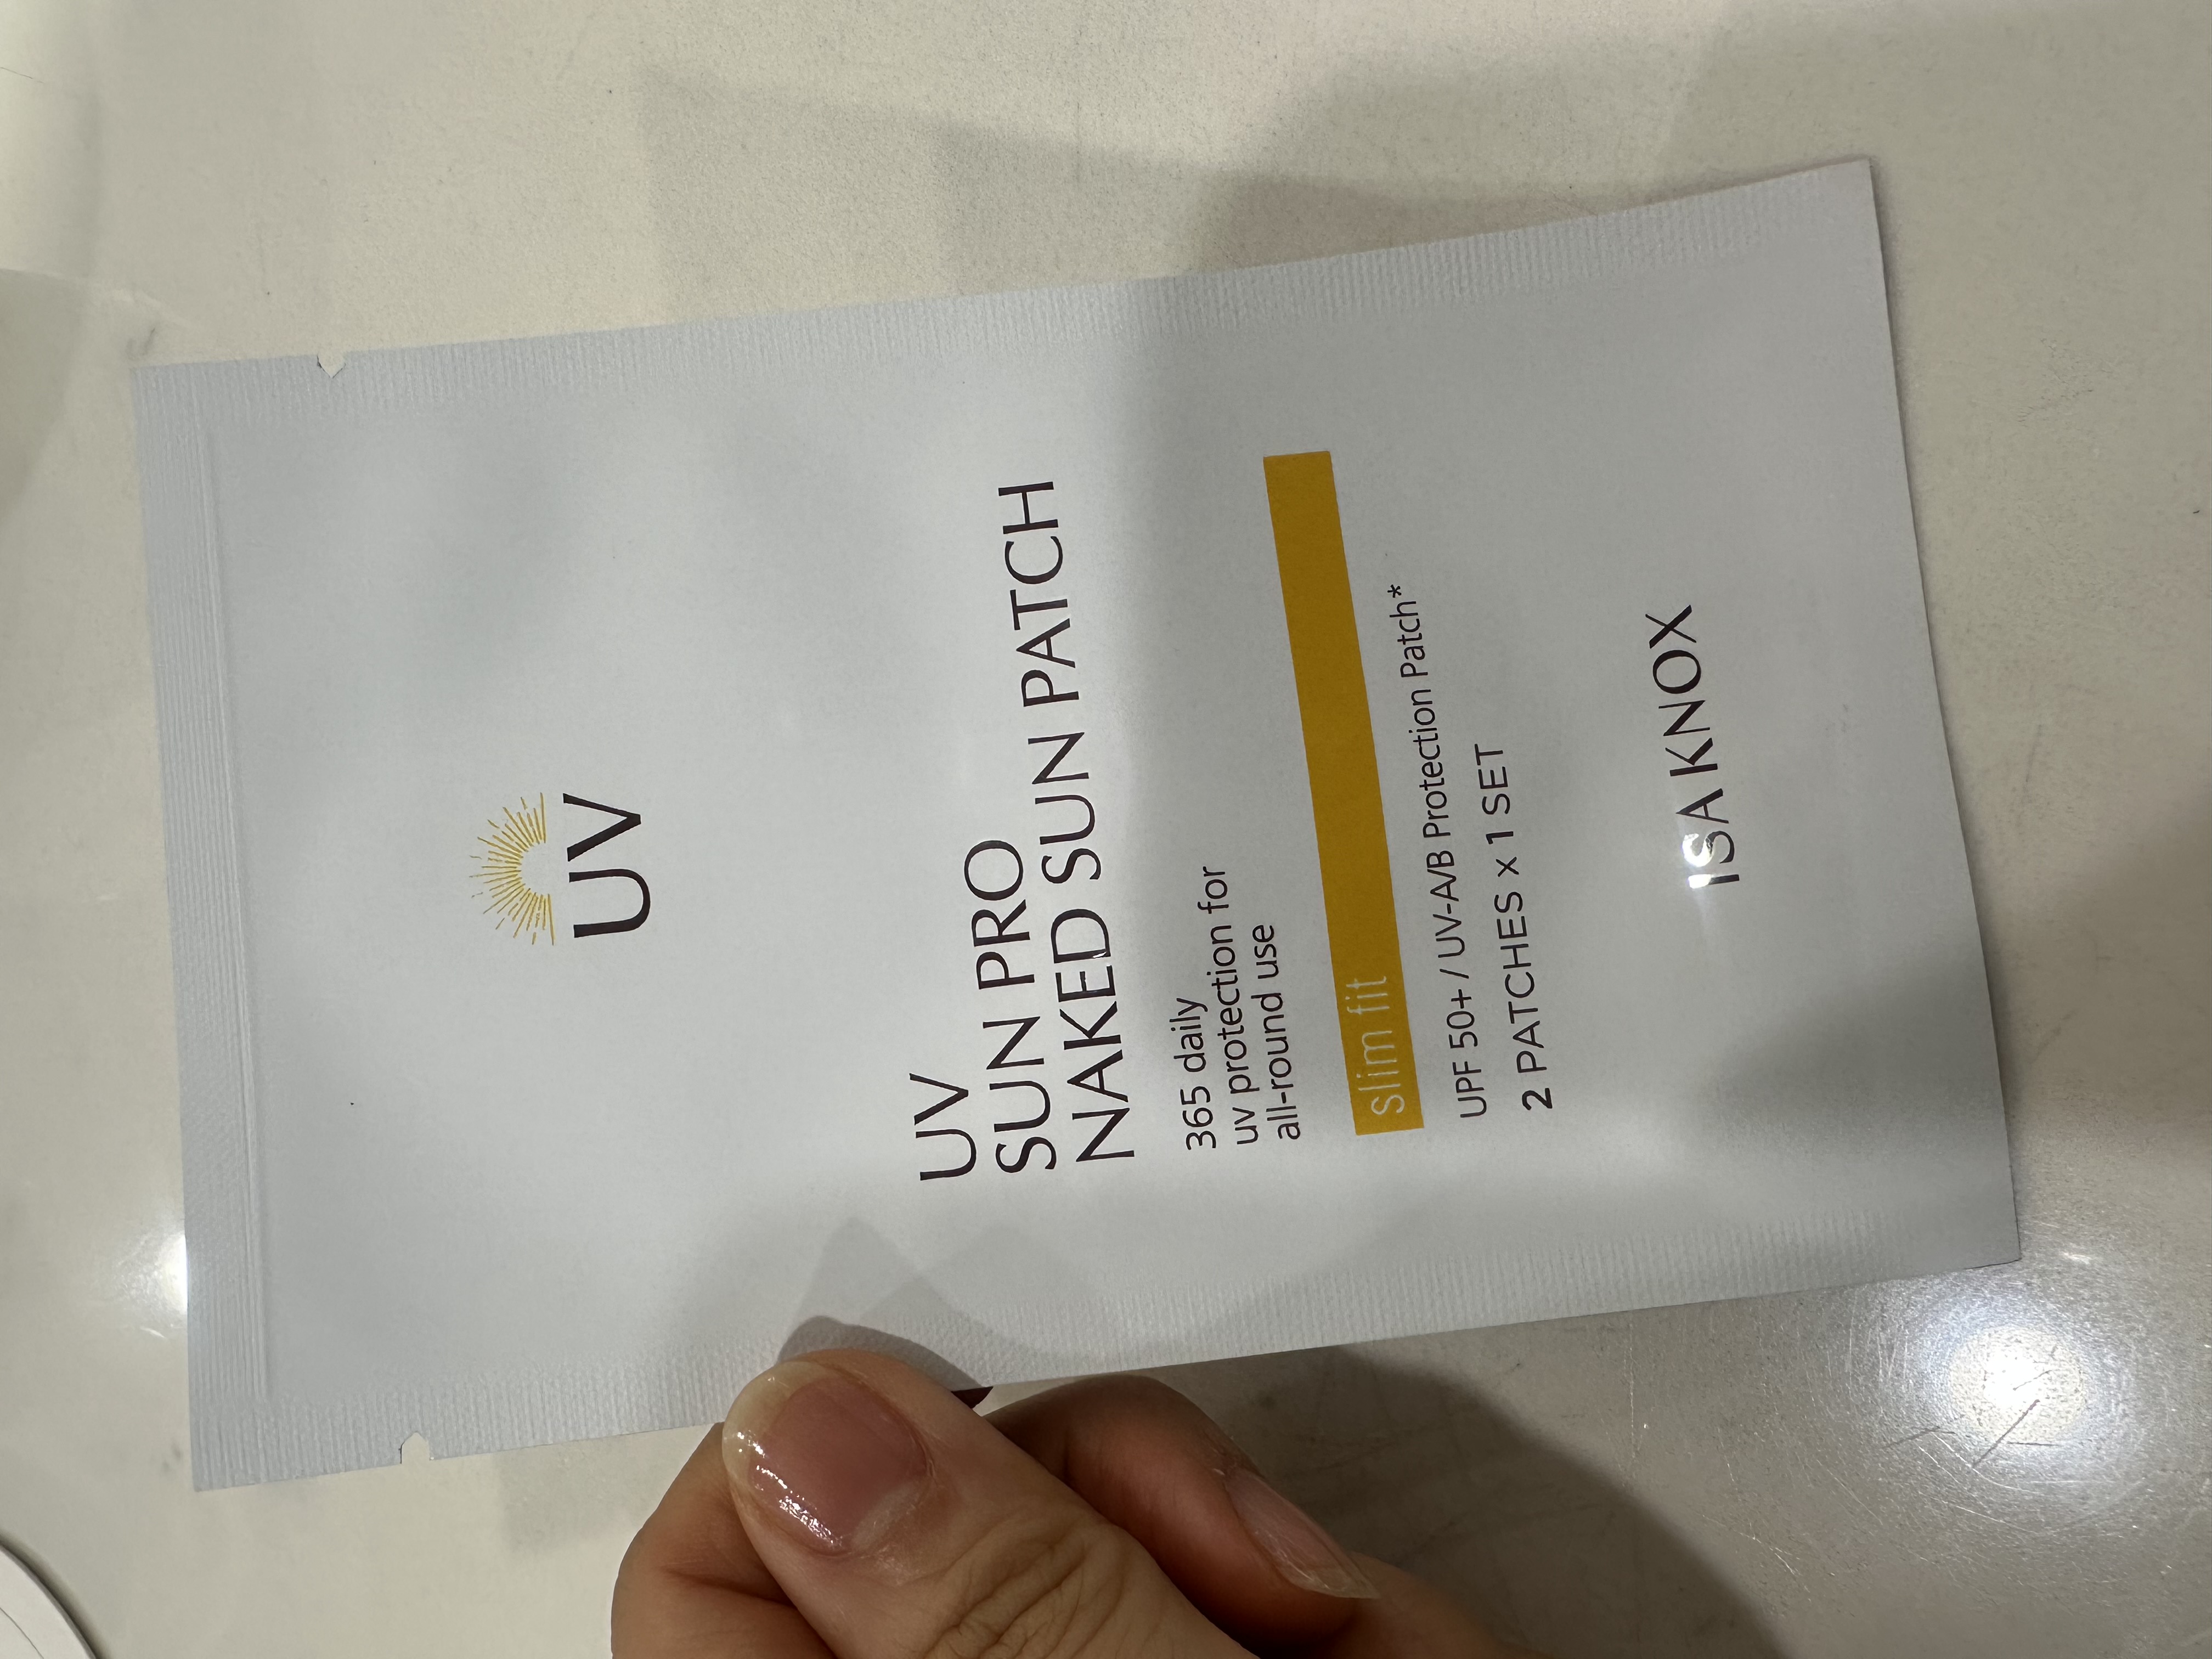 UV
UV
SUN PRO
NAKED SUN PATCH
365 daily
uv protection for
all-round use
Slim fit
UPF 50+ / UV-A/B Protection Patch*
2 PATCHES x 1 SET
ISA KNOX